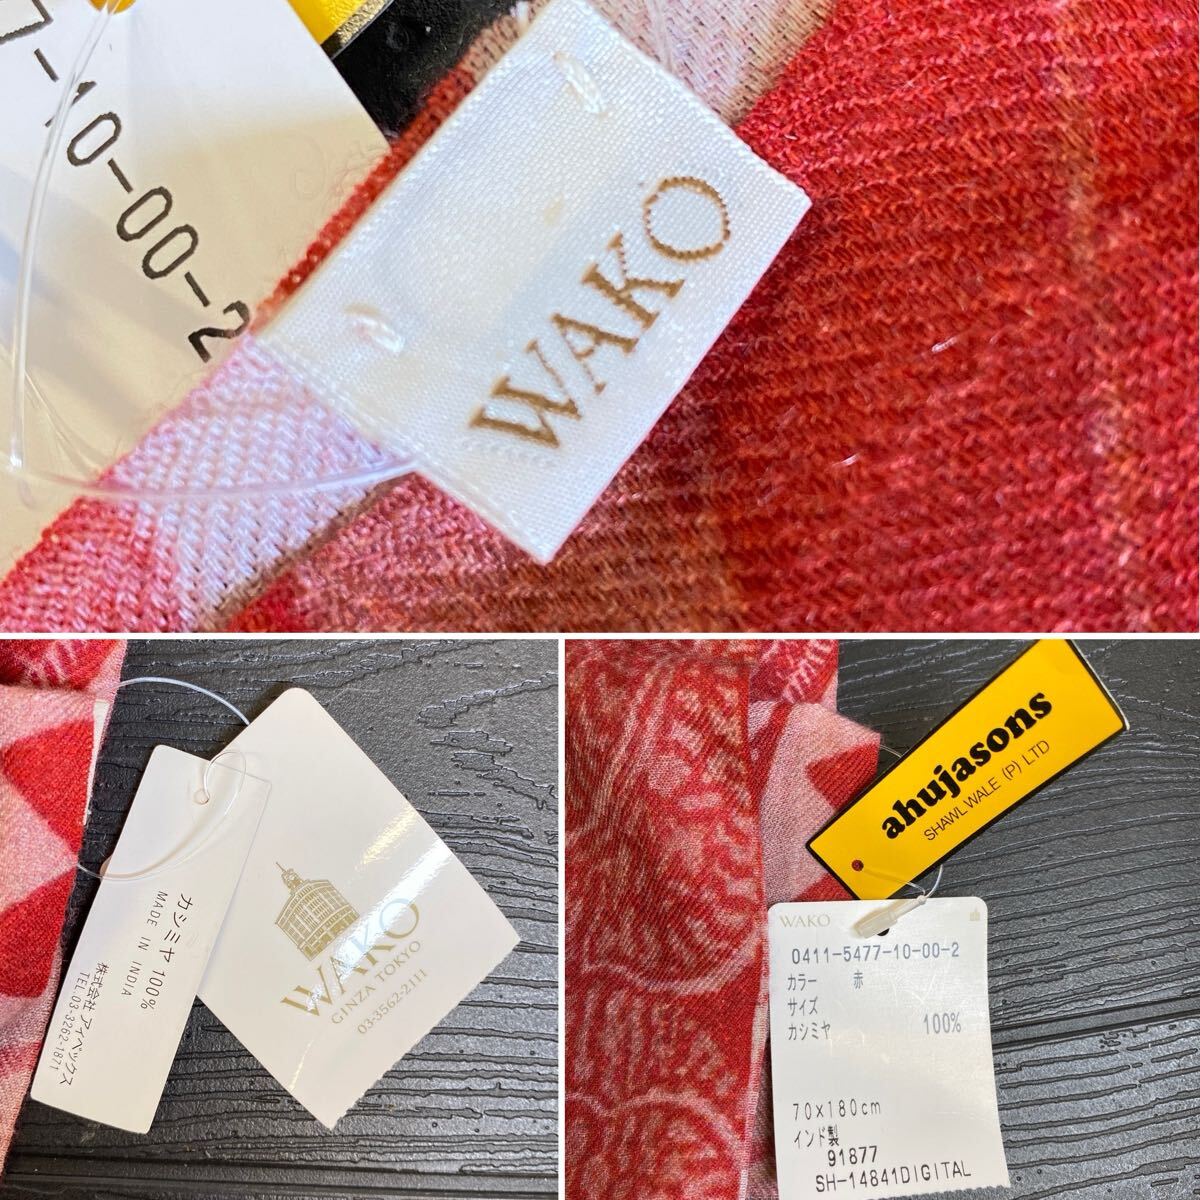 ロ-10-00-2
WAKO
カシミヤ 100%
MADE IN INDIA
株式会社 アイベックス
TEL.03-3262-1871
WAKO
GINZA TOKYO
03-3562-2111
ahujasons
SHAWL WALE (P) LTD
WAKO
0411-5477-10-00-2
カラー 赤
サイズ
カシミヤ 100%
70×180cm
インド製
91877
SH-14841DIGITAL